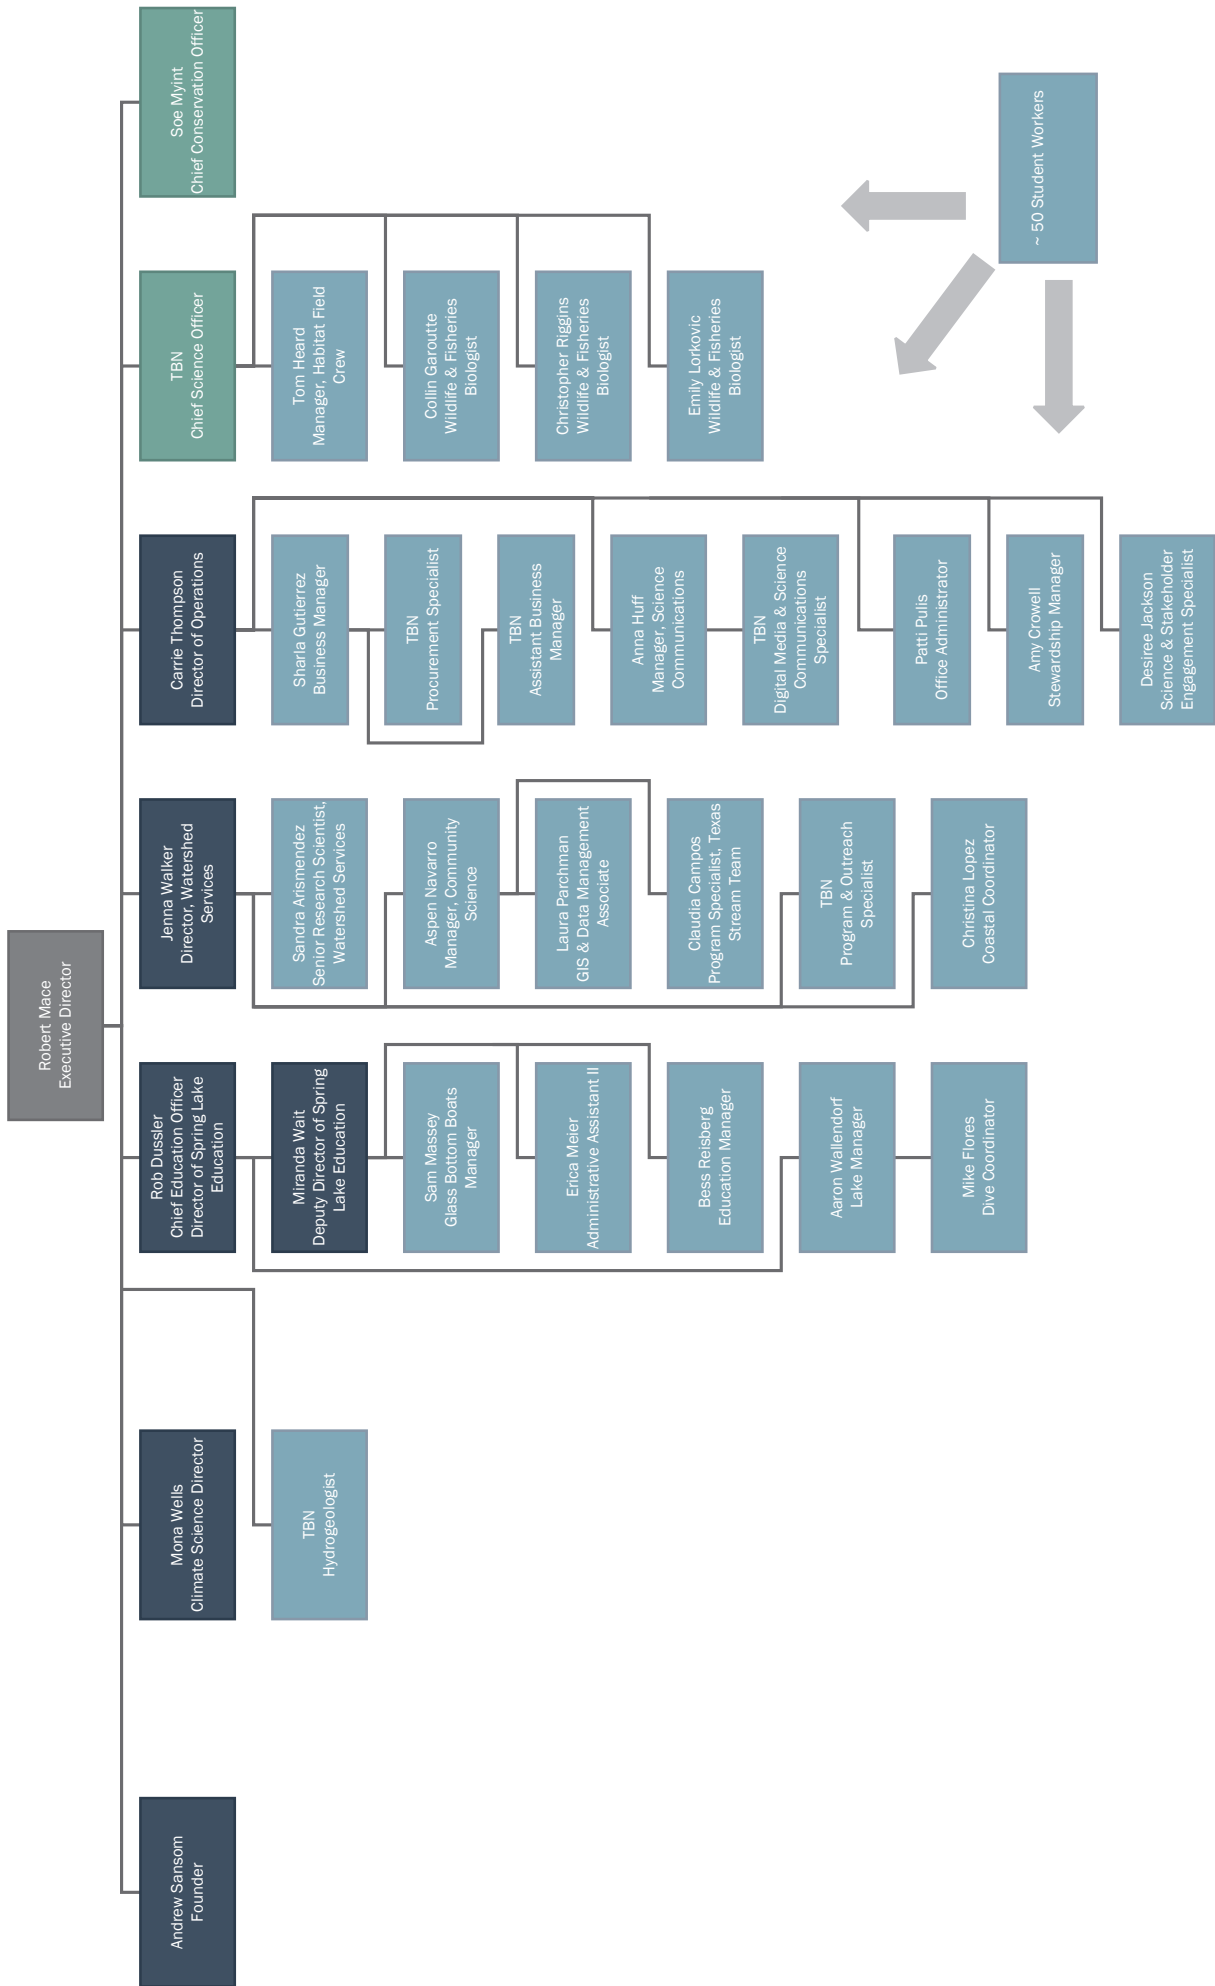 Robert Mace
Executive Director
Andrew Sansom
Founder
Mona Wells
Climate Science Director
TBN
Hydrogeologist
Rob Dussler
Chief Education Officer
Director of Spring Lake
Education
Miranda Wait
Deputy Director of Spring
Lake Education
Sam Massey
Glass Bottom Boats
Manager
Erica Meier
Administrative Assistant II
Bess Reisberg
Education Manager
Aaron Wallendorf
Lake Manager
Mike Flores
Dive Coordinator
Jenna Walker
Director, Watershed
Services
Sandra Arismendez
Senior Research Scientist,
Watershed Services
Aspen Navarro
Manager, Community
Science
Laura Parchman
GIS & Data Management
Associate
Claudia Campos
Program Specialist, Texas
Stream Team
TBN
Program & Outreach
Specialist
Christina Lopez
Coastal Coordinator
Carrie Thompson
Director of Operations
Sharla Gutierrez
Business Manager
TBN
Procurement Specialist
TBN
Assistant Business
Manager
Anna Huff
Manager, Science
Communications
TBN
Digital Media & Science
Communications
Specialist
Patti Pulis
Office Administrator
Amy Crowell
Stewardship Manager
Desiree Jackson
Science & Stakeholder
Engagement Specialist
TBN
Chief Science Officer
Tom Heard
Manager, Habitat Field
Crew
Collin Garoutte
Wildlife & Fisheries
Biologist
Christopher Riggins
Wildlife & Fisheries
Biologist
Emily Lorkovic
Wildlife & Fisheries
Biologist
Soe Myint
Chief Conservation Officer
~ 50 Student Workers